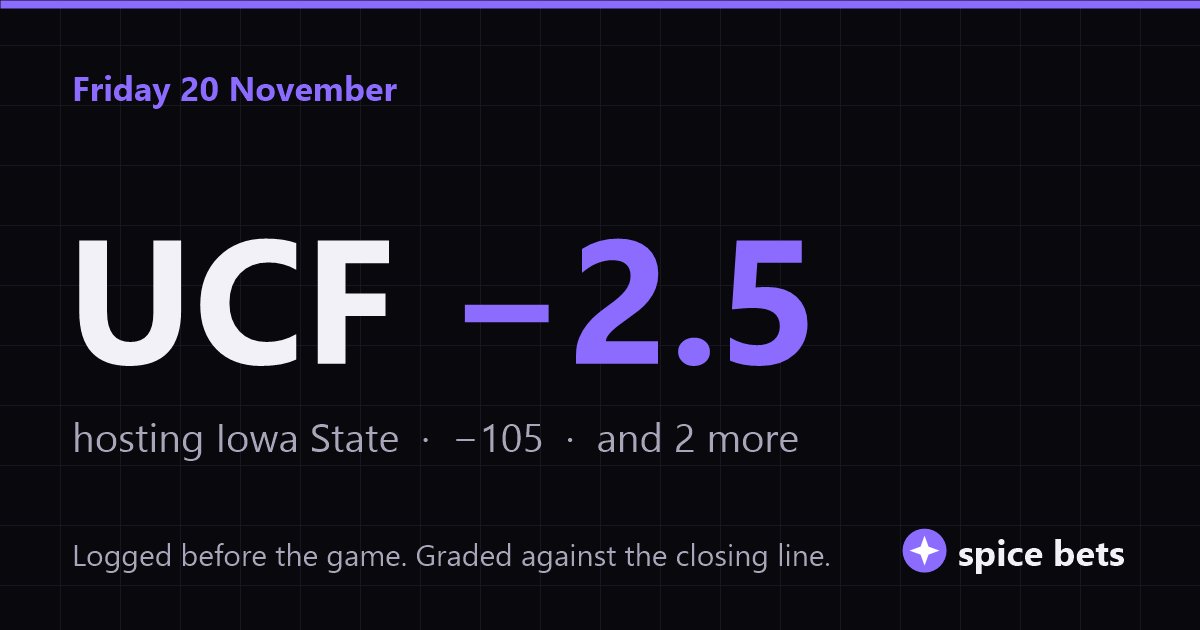 Friday 20 November
UCF −2.5
hosting Iowa State · −105 · and 2 more
Logged before the game. Graded against the closing line.
spice bets